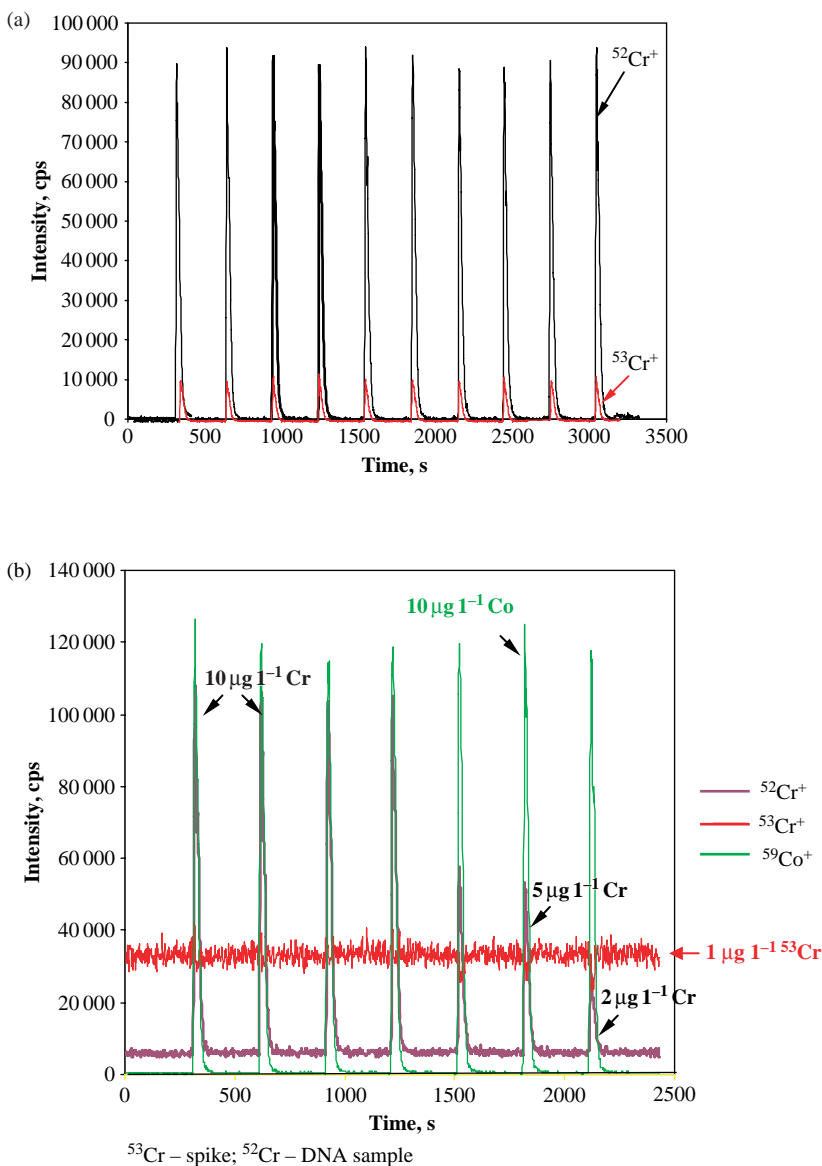 (a)
100 000
90 000
80 000
70 000
60 000
50 000
40 000
30 000
20 000
10 000
0
Intensity, cps
⁵²Cr⁺
⁵³Cr⁺
0 500 1000 1500 2000 2500 3000 3500
Time, s
(b)
140 000
120 000
100 000
80 000
60 000
40 000
20 000
0
Intensity, cps
10 µg l⁻¹ Co
10 µg l⁻¹ Cr
5 µg l⁻¹ Cr
1 µg l⁻¹ ⁵³Cr
2 µg l⁻¹ Cr
⁵²Cr⁺
⁵³Cr⁺
⁵⁹Co⁺
0 500 1000 1500 2000 2500
Time, s
⁵³Cr – spike; ⁵²Cr – DNA sample